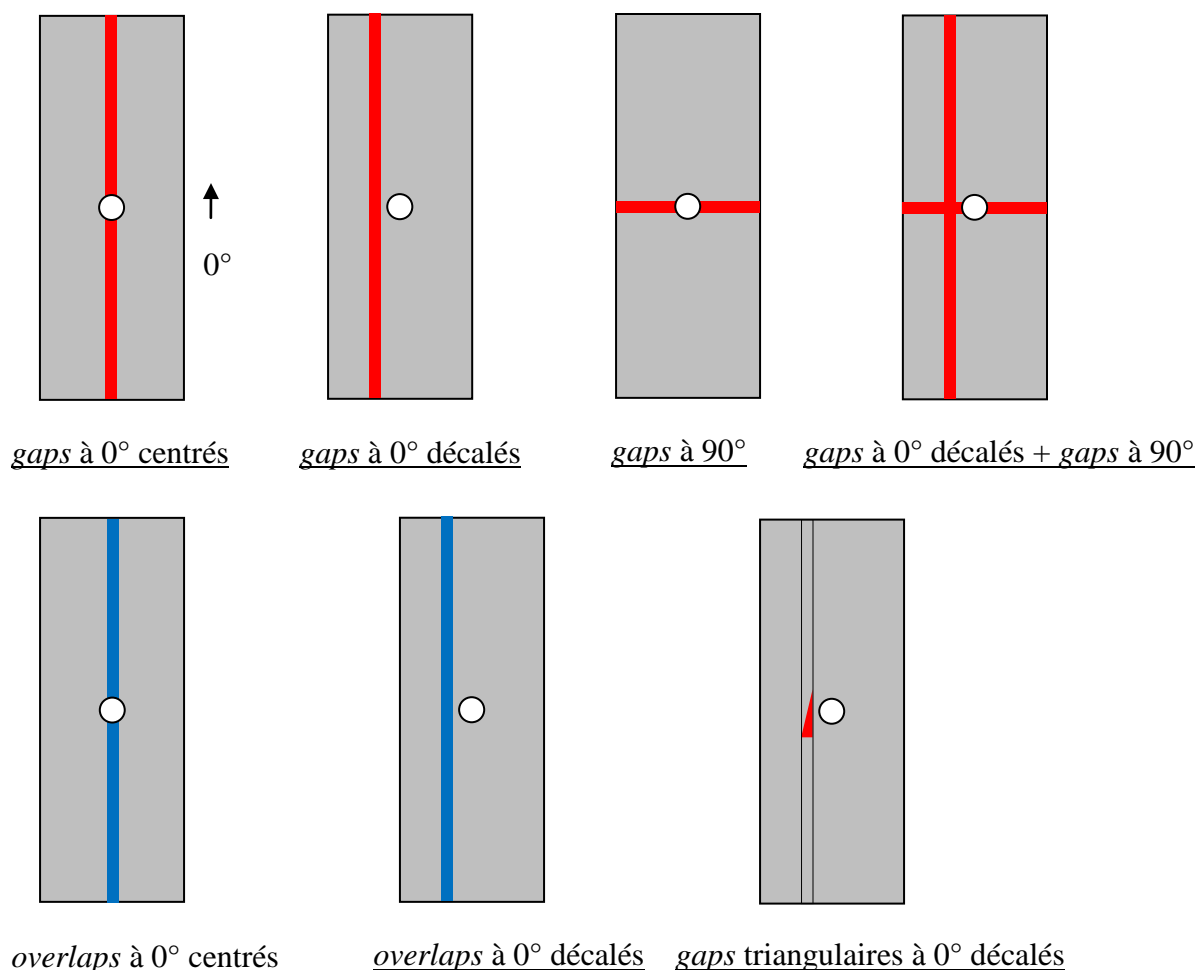 0°
gaps à 0° centrés gaps à 0° décalés gaps à 90° gaps à 0° décalés + gaps à 90°
overlaps à 0° centrés overlaps à 0° décalés gaps triangulaires à 0° décalés